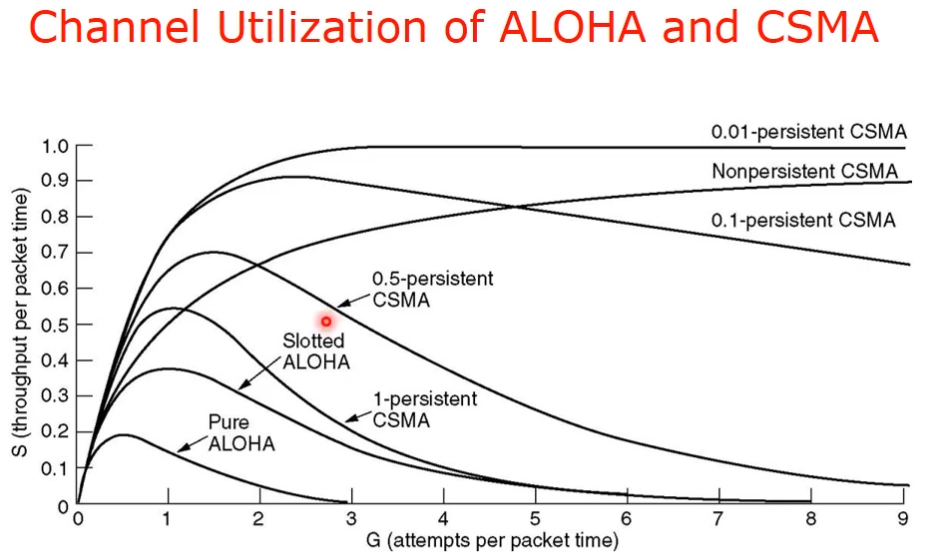 Channel Utilization of ALOHA and CSMA
0.01-persistent CSMA
Nonpersistent CSMA
0.1-persistent CSMA
0.5-persistent
CSMA
Slotted
ALOHA
1-persistent
CSMA
Pure
ALOHA
S (throughput per packet time)
1.0
0.9
0.8
0.7
0.6
0.5
0.4
0.3
0.2
0.1
0
0 1 2 3 4 5 6 7 8 9
G (attempts per packet time)